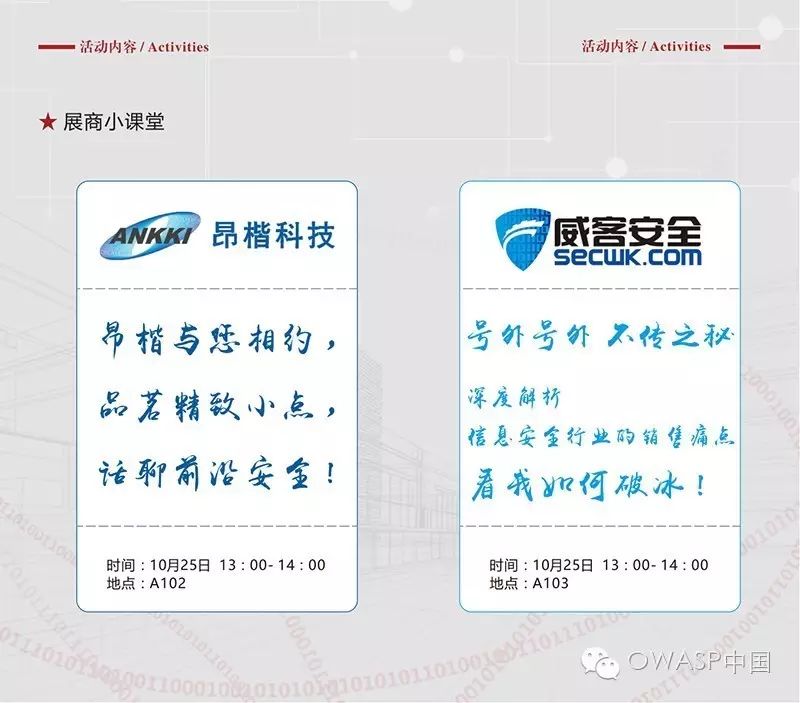 活动内容 / Activities
活动内容 / Activities
★ 展商小课堂
ANKKI 昂楷科技
昂楷与您相约，
品茗精致小点，
话聊前沿安全！
时间：10月25日 13：00- 14：00
地点：A102
威客安全
secwk.com
号外号外 不传之秘
深度解析
信息安全行业的销售痛点
看我如何破冰！
时间：10月25日 13：00- 14：00
地点：A103
OWASP中国